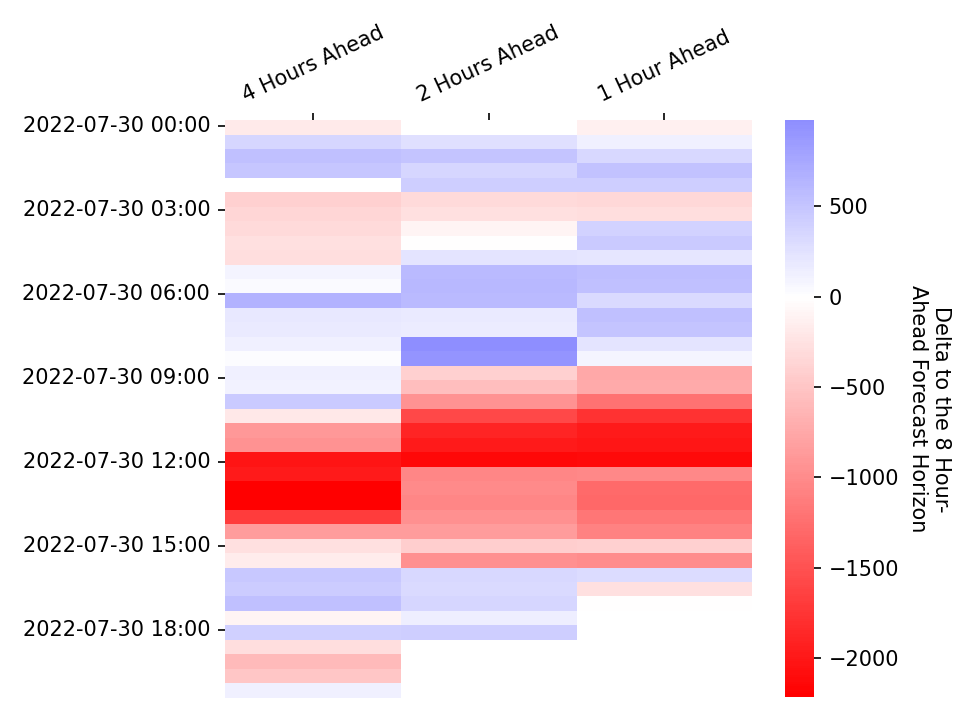 4 Hours Ahead
2 Hours Ahead
1 Hour Ahead
2022-07-30 00:00
2022-07-30 03:00
2022-07-30 06:00
2022-07-30 09:00
2022-07-30 12:00
2022-07-30 15:00
2022-07-30 18:00
500
0
−500
−1000
−1500
−2000
Delta to the 8 Hour-
Ahead Forecast Horizon